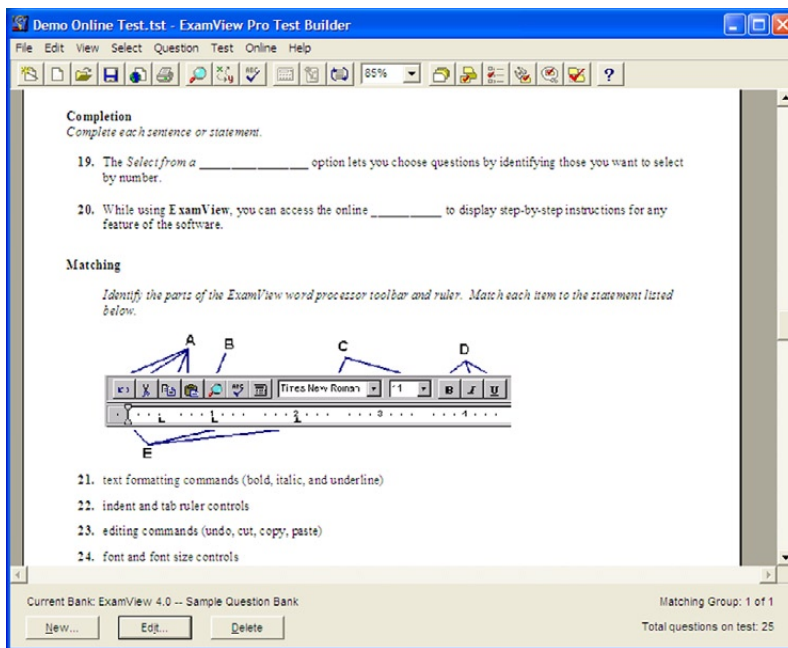 Demo Online Test.tst - ExamView Pro Test Builder
File Edit View Select Question Test Online Help
85%
Completion
Complete each sentence or statement.
19. The Select from a ________________ option lets you choose questions by identifying those you want to select
by number.
20. While using ExamView, you can access the online __________ to display step-by-step instructions for any
feature of the software.
Matching
Identify the parts of the ExamView word processor toolbar and ruler. Match each item to the statement listed
below.
A B C D
Times New Roman 11 B I U
1 2 3 4
E
21. text formatting commands (bold, italic, and underline)
22. indent and tab ruler controls
23. editing commands (undo, cut, copy, paste)
24. font and font size controls
Current Bank: ExamView 4.0 -- Sample Question Bank Matching Group: 1 of 1
New... Edit... Delete Total questions on test: 25